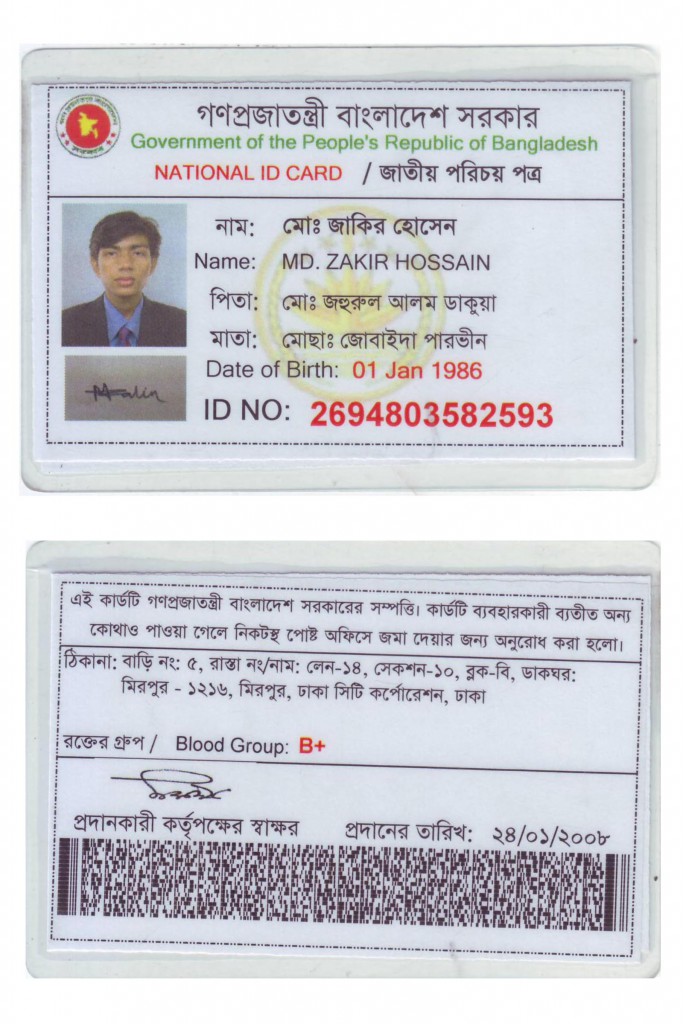 গণপ্রজাতন্ত্রী বাংলাদেশ সরকার
Government of the People's Republic of Bangladesh
NATIONAL ID CARD / জাতীয় পরিচয় পত্র
নাম: মোঃ জাকির হোসেন
Name: MD. ZAKIR HOSSAIN
পিতা: মোঃ জহুরুল আলম ডাকুয়া
মাতা: মোছাঃ জোবাইদা পারভীন
Date of Birth: 01 Jan 1986
ID NO: 2694803582593
এই কার্ডটি গণপ্রজাতন্ত্রী বাংলাদেশ সরকারের সম্পত্তি। কার্ডটি ব্যবহারকারী ব্যতীত অন্য
কোথাও পাওয়া গেলে নিকটস্থ পোষ্ট অফিসে জমা দেয়ার জন্য অনুরোধ করা হলো।
ঠিকানা: বাড়ি নং: ৫, রাস্তা নং/নাম: লেন-১৪, সেকশন-১০, ব্লক-বি, ডাকঘর:
মিরপুর - ১২১৬, মিরপুর, ঢাকা সিটি কর্পোরেশন, ঢাকা
রক্তের গ্রুপ / Blood Group: B+
প্রদানকারী কর্তৃপক্ষের স্বাক্ষর প্রদানের তারিখ: ২৪/০১/২০০৮